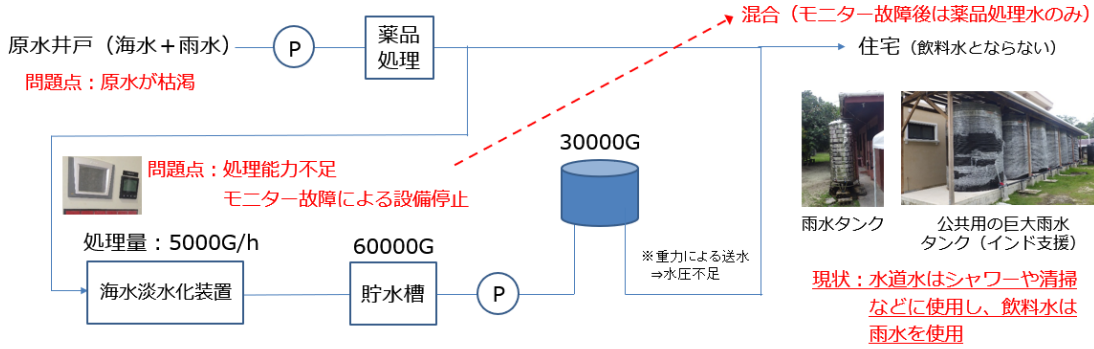 混合（モニター故障後は薬品処理水のみ）
原水井戸（海水＋雨水）
P
薬品
処理
住宅（飲料水とならない）
問題点：原水が枯渇
30000G
問題点：処理能力不足
モニター故障による設備停止
雨水タンク
公共用の巨大雨水
タンク（インド支援）
処理量：5000G/h
60000G
※重力による送水
⇒水圧不足
海水淡水化装置
貯水槽
P
現状：水道水はシャワーや清掃
などに使用し、飲料水は
雨水を使用